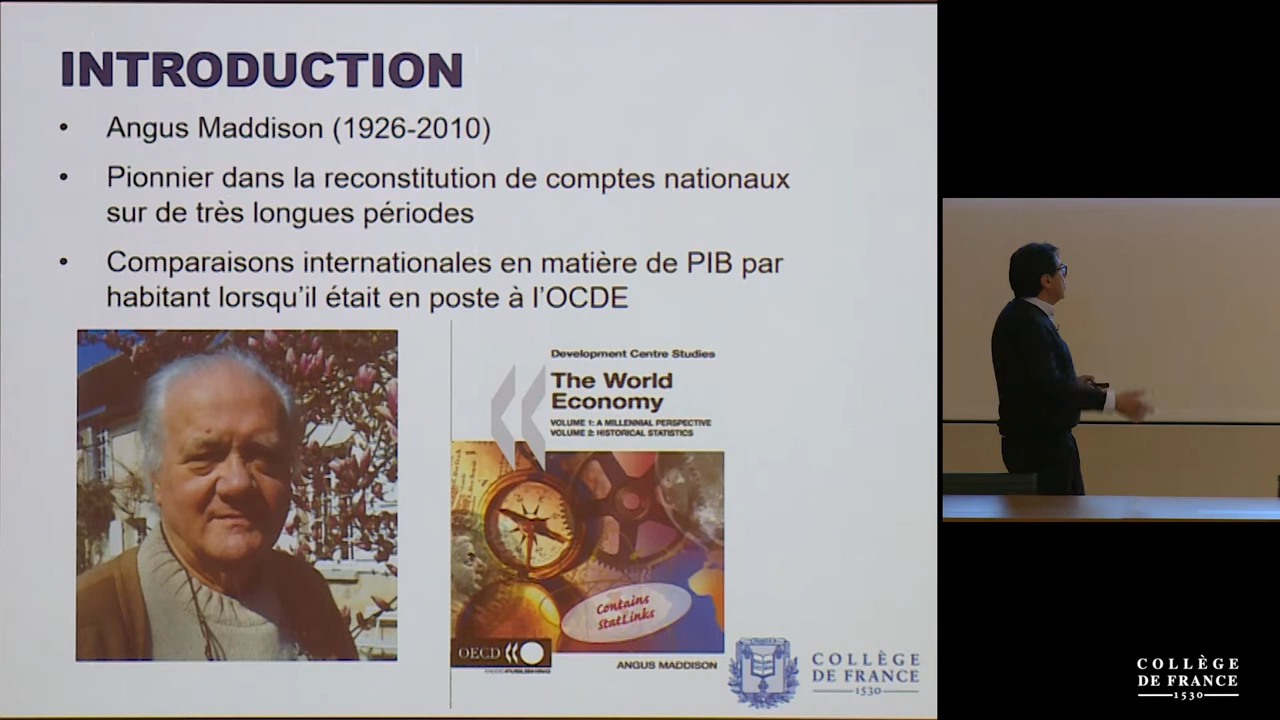 INTRODUCTION
• Angus Maddison (1926-2010)
• Pionnier dans la reconstitution de comptes nationaux
sur de très longues périodes
• Comparaisons internationales en matière de PIB par
habitant lorsqu'il était en poste à l'OCDE
Development Centre Studies
The World
Economy
VOLUME 1: A MILLENNIAL PERSPECTIVE
VOLUME 2: HISTORICAL STATISTICS
Contains
StatLinks
OECD
ANGUS MADDISON
COLLÈGE
DE FRANCE
1530
COLLÈGE
DE FRANCE
1530